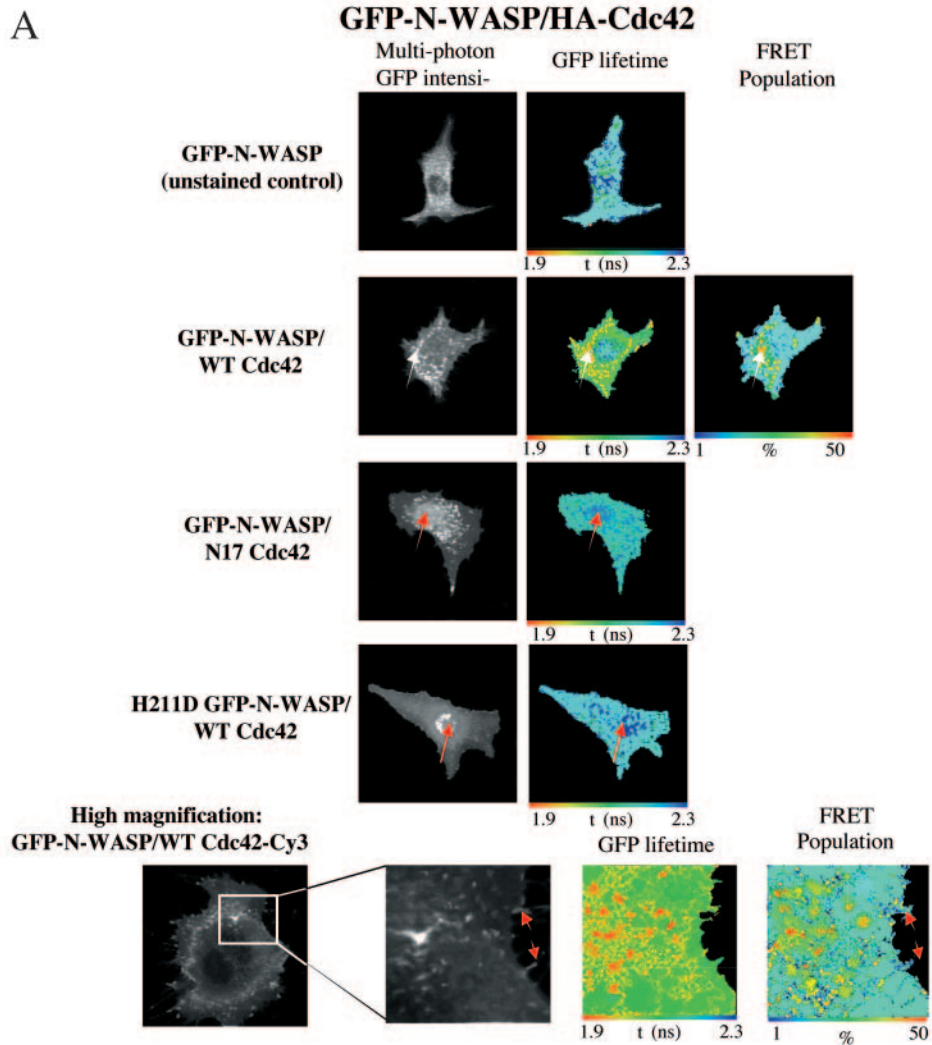 A
GFP-N-WASP/HA-Cdc42
Multi-photon
GFP intensi-
GFP lifetime
FRET
Population
GFP-N-WASP
(unstained control)
1.9 t (ns) 2.3
GFP-N-WASP/
WT Cdc42
1.9 t (ns) 2.3
1 % 50
GFP-N-WASP/
N17 Cdc42
1.9 t (ns) 2.3
H211D GFP-N-WASP/
WT Cdc42
1.9 t (ns) 2.3
High magnification:
GFP-N-WASP/WT Cdc42-Cy3
GFP lifetime
FRET
Population
1.9 t (ns) 2.3
1 % 50